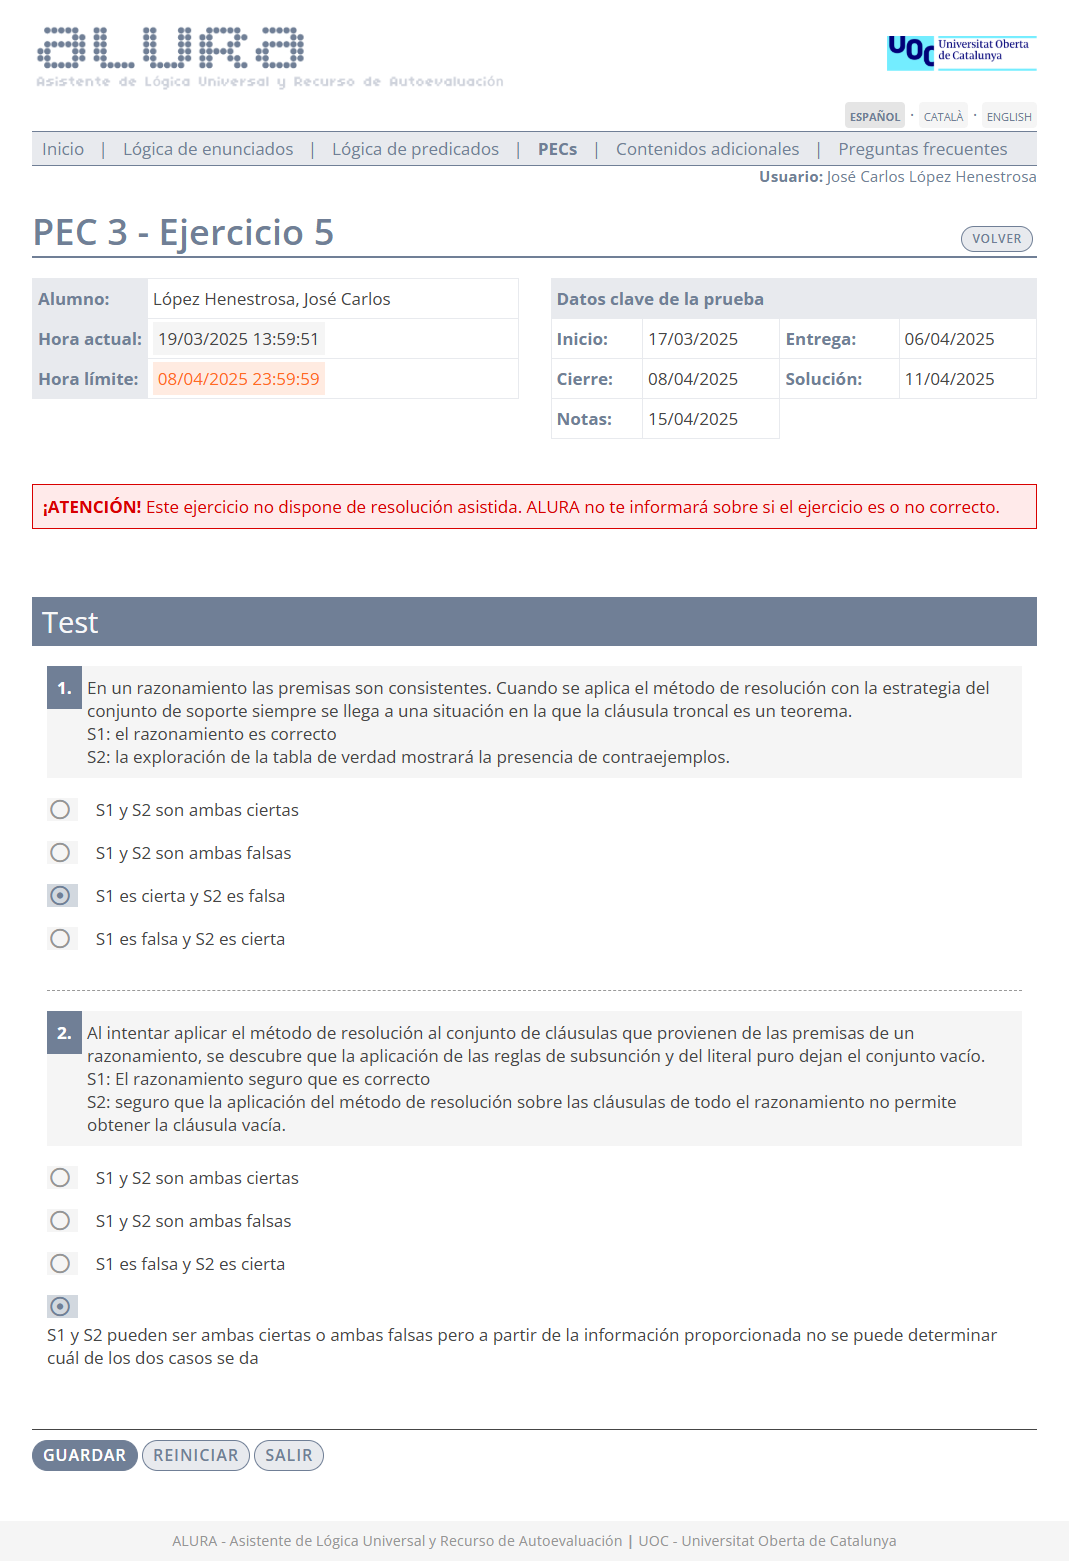 aLURa
Asistente de Lógica Universal y Recurso de Autoevaluación
UOC Universitat Oberta
de Catalunya
ESPAÑOL · CATALÀ · ENGLISH
Inicio | Lógica de enunciados | Lógica de predicados | PECs | Contenidos adicionales | Preguntas frecuentes
Usuario: José Carlos López Henestrosa
PEC 3 - Ejercicio 5
VOLVER
Alumno: López Henestrosa, José Carlos
Hora actual: 19/03/2025 13:59:51
Hora límite: 08/04/2025 23:59:59
Datos clave de la prueba
Inicio: 17/03/2025 Entrega: 06/04/2025
Cierre: 08/04/2025 Solución: 11/04/2025
Notas: 15/04/2025
¡ATENCIÓN! Este ejercicio no dispone de resolución asistida. ALURA no te informará sobre si el ejercicio es o no correcto.
Test
1. En un razonamiento las premisas son consistentes. Cuando se aplica el método de resolución con la estrategia del
conjunto de soporte siempre se llega a una situación en la que la cláusula troncal es un teorema.
S1: el razonamiento es correcto
S2: la exploración de la tabla de verdad mostrará la presencia de contraejemplos.
S1 y S2 son ambas ciertas
S1 y S2 son ambas falsas
S1 es cierta y S2 es falsa
S1 es falsa y S2 es cierta
2. Al intentar aplicar el método de resolución al conjunto de cláusulas que provienen de las premisas de un
razonamiento, se descubre que la aplicación de las reglas de subsunción y del literal puro dejan el conjunto vacío.
S1: El razonamiento seguro que es correcto
S2: seguro que la aplicación del método de resolución sobre las cláusulas de todo el razonamiento no permite
obtener la cláusula vacía.
S1 y S2 son ambas ciertas
S1 y S2 son ambas falsas
S1 es falsa y S2 es cierta
S1 y S2 pueden ser ambas ciertas o ambas falsas pero a partir de la información proporcionada no se puede determinar
cuál de los dos casos se da
GUARDAR REINICIAR SALIR
ALURA - Asistente de Lógica Universal y Recurso de Autoevaluación | UOC - Universitat Oberta de Catalunya